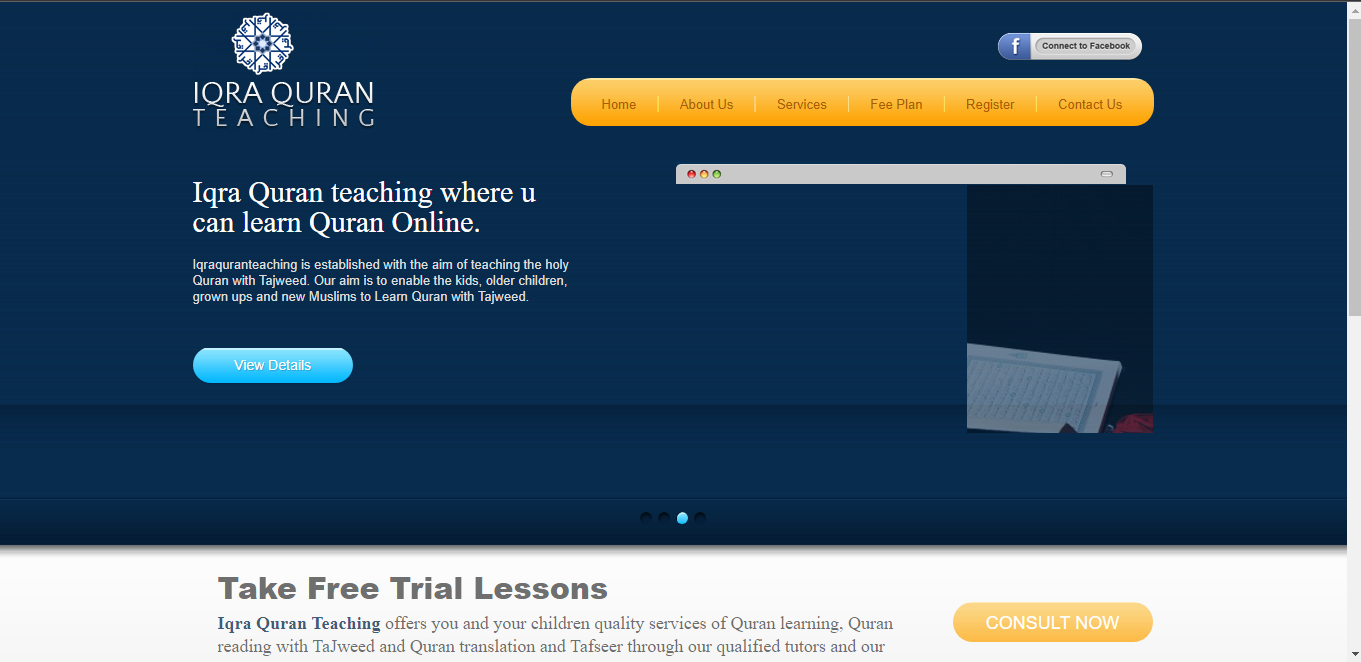 IQRA QURAN
TEACHING
f Connect to Facebook
Home About Us Services Fee Plan Register Contact Us
Iqra Quran teaching where u
can learn Quran Online.
Iqraquranteaching is established with the aim of teaching the holy
Quran with Tajweed. Our aim is to enable the kids, older children,
grown ups and new Muslims to Learn Quran with Tajweed.
View Details
Take Free Trial Lessons
Iqra Quran Teaching offers you and your children quality services of Quran learning, Quran
reading with TaJweed and Quran translation and Tafseer through our qualified tutors and our
CONSULT NOW